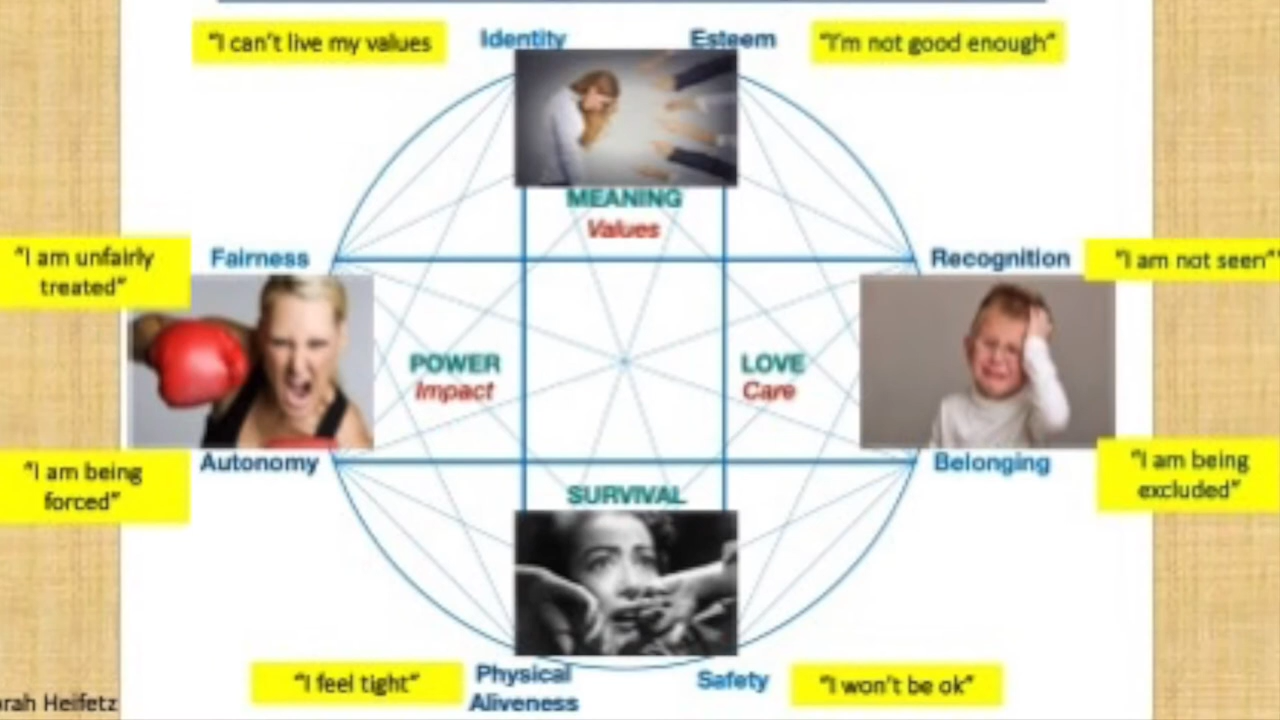 "I can't live my values
Identity
Esteem
"I'm not good enough"
MEANING
Values
"I am unfairly
treated"
Fairness
Recognition
"I am not seen"
POWER
Impact
LOVE
Care
"I am being
forced"
Autonomy
Belonging
"I am being
excluded"
SURVIVAL
"I feel tight"
Physical
Aliveness
Safety
"I won't be ok"
Heifetz